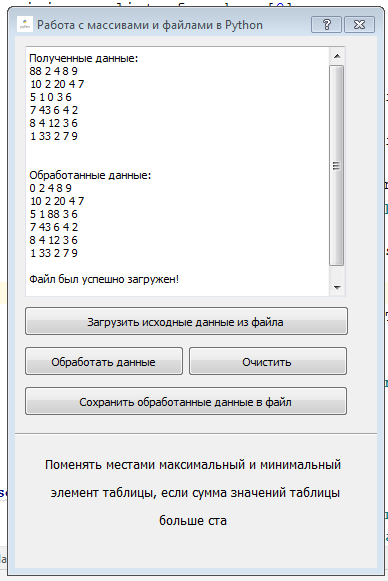 Работа с массивами и файлами в Python
Полученные данные:
88 2 4 8 9
10 2 20 4 7
5 1 0 3 6
7 43 6 4 2
8 4 12 3 6
1 33 2 7 9
Обработанные данные:
0 2 4 8 9
10 2 20 4 7
5 1 88 3 6
7 43 6 4 2
8 4 12 3 6
1 33 2 7 9
Файл был успешно загружен!
Загрузить исходные данные из файла
Обработать данные
Очистить
Сохранить обработанные данные в файл
Поменять местами максимальный и минимальный
элемент таблицы, если сумма значений таблицы
больше ста